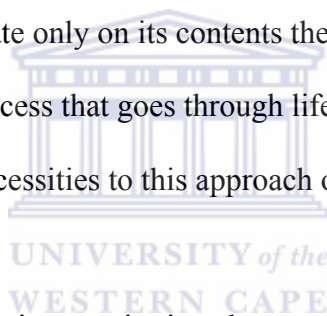 ate only on its contents the
cess that goes through life
cessities to this approach o
UNIVERSITY of the
WESTERN CAPE